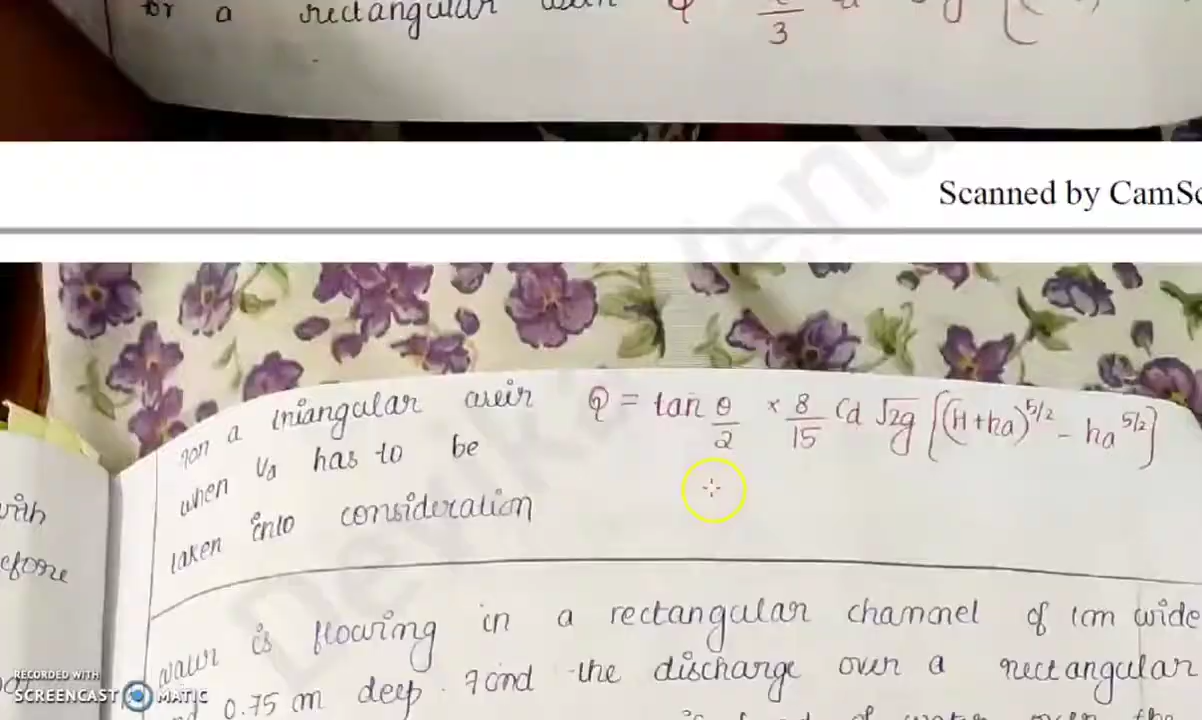 or a rectangular
3
Scanned by CamSc
for a triangular weir Q = tan θ/2 × 8/15 Cd √2g [(H+ha)^5/2 - ha^5/2]
when Va has to be
taken into consideration
with
efore
water is flowing in a rectangular channel of 1m wide
0.75 m deep. Find the discharge over a rectangular
RECORDED WITH
SCREENCAST MATIC